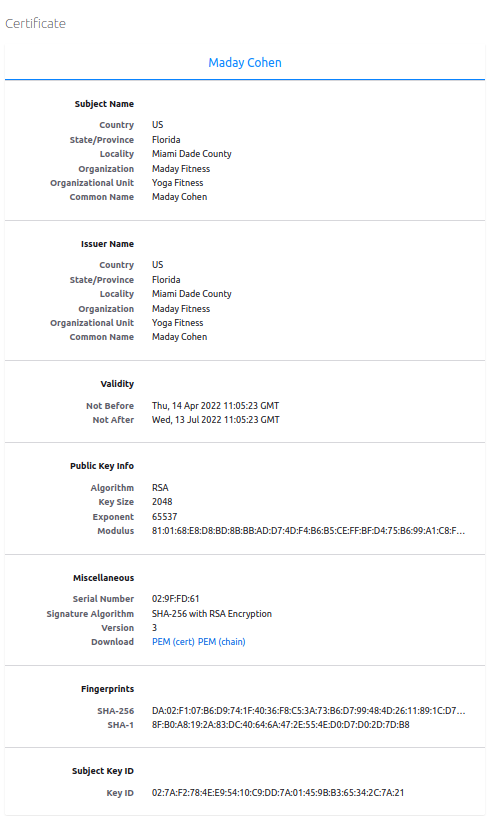 Certificate
Maday Cohen
Subject Name
Country US
State/Province Florida
Locality Miami Dade County
Organization Maday Fitness
Organizational Unit Yoga Fitness
Common Name Maday Cohen
Issuer Name
Country US
State/Province Florida
Locality Miami Dade County
Organization Maday Fitness
Organizational Unit Yoga Fitness
Common Name Maday Cohen
Validity
Not Before Thu, 14 Apr 2022 11:05:23 GMT
Not After Wed, 13 Jul 2022 11:05:23 GMT
Public Key Info
Algorithm RSA
Key Size 2048
Exponent 65537
Modulus 81:01:68:E8:D8:BD:8B:BB:AD:D7:4D:F4:B6:B5:CE:FF:BF:D4:75:B6:99:A1:C8:F...
Miscellaneous
Serial Number 02:9F:FD:61
Signature Algorithm SHA-256 with RSA Encryption
Version 3
Download PEM (cert) PEM (chain)
Fingerprints
SHA-256 DA:02:F1:07:B6:D9:74:1F:40:36:F8:C5:3A:73:B6:D7:99:48:4D:26:11:89:1C:D7...
SHA-1 8F:B0:A8:19:2A:83:DC:40:64:6A:47:2E:55:4E:D0:D7:D0:2D:7D:B8
Subject Key ID
Key ID 02:7A:F2:78:4E:E9:54:10:C9:DD:7A:01:45:9B:B3:65:34:2C:7A:21